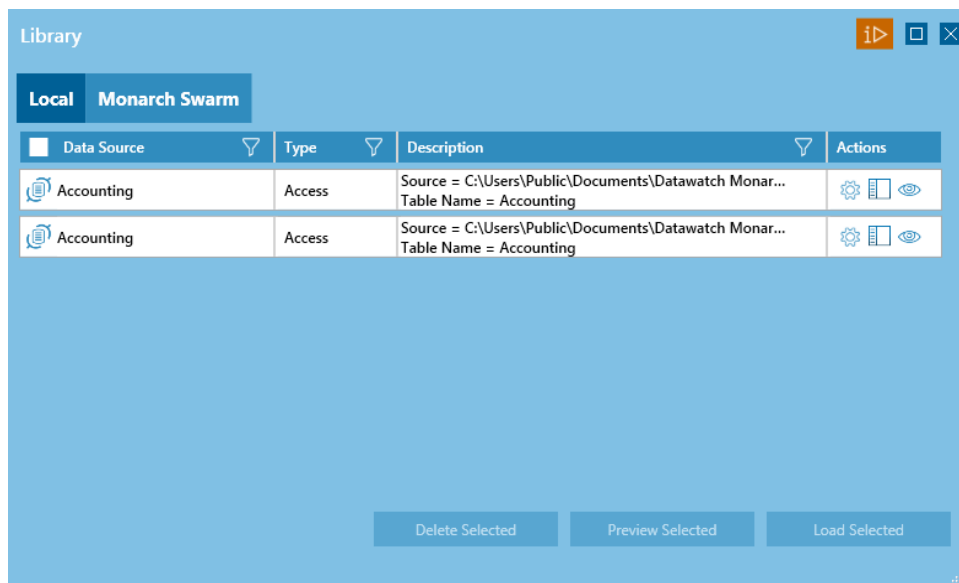 Library
Local Monarch Swarm
Data Source Type Description Actions
Accounting Access Source = C:\Users\Public\Documents\Datawatch Monar...
Table Name = Accounting
Accounting Access Source = C:\Users\Public\Documents\Datawatch Monar...
Table Name = Accounting
Delete Selected Preview Selected Load Selected